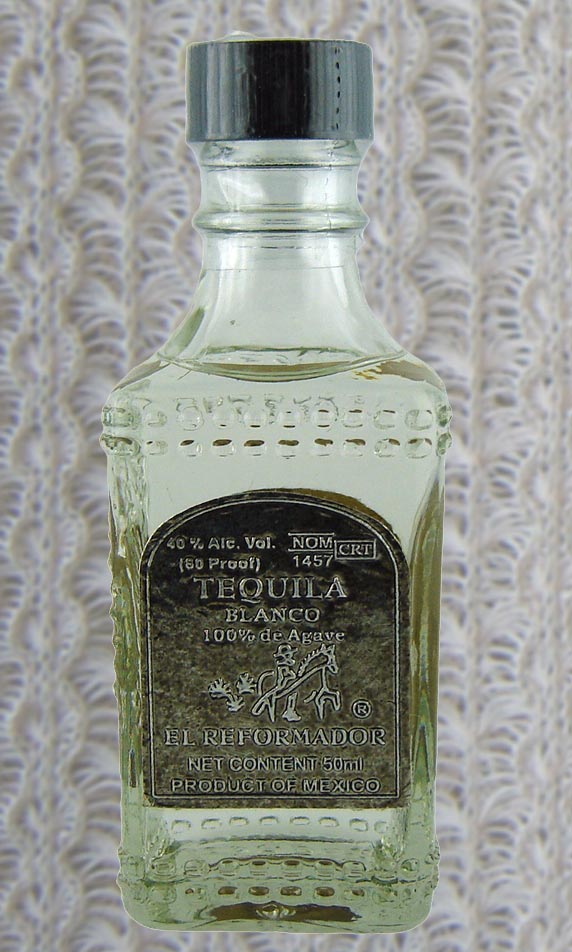 40% Alc. Vol. NOM CRT
(80 Proof) 1457
TEQUILA
BLANCO
100% de Agave
®
EL REFORMADOR
NET CONTENT 50ml
PRODUCT OF MEXICO